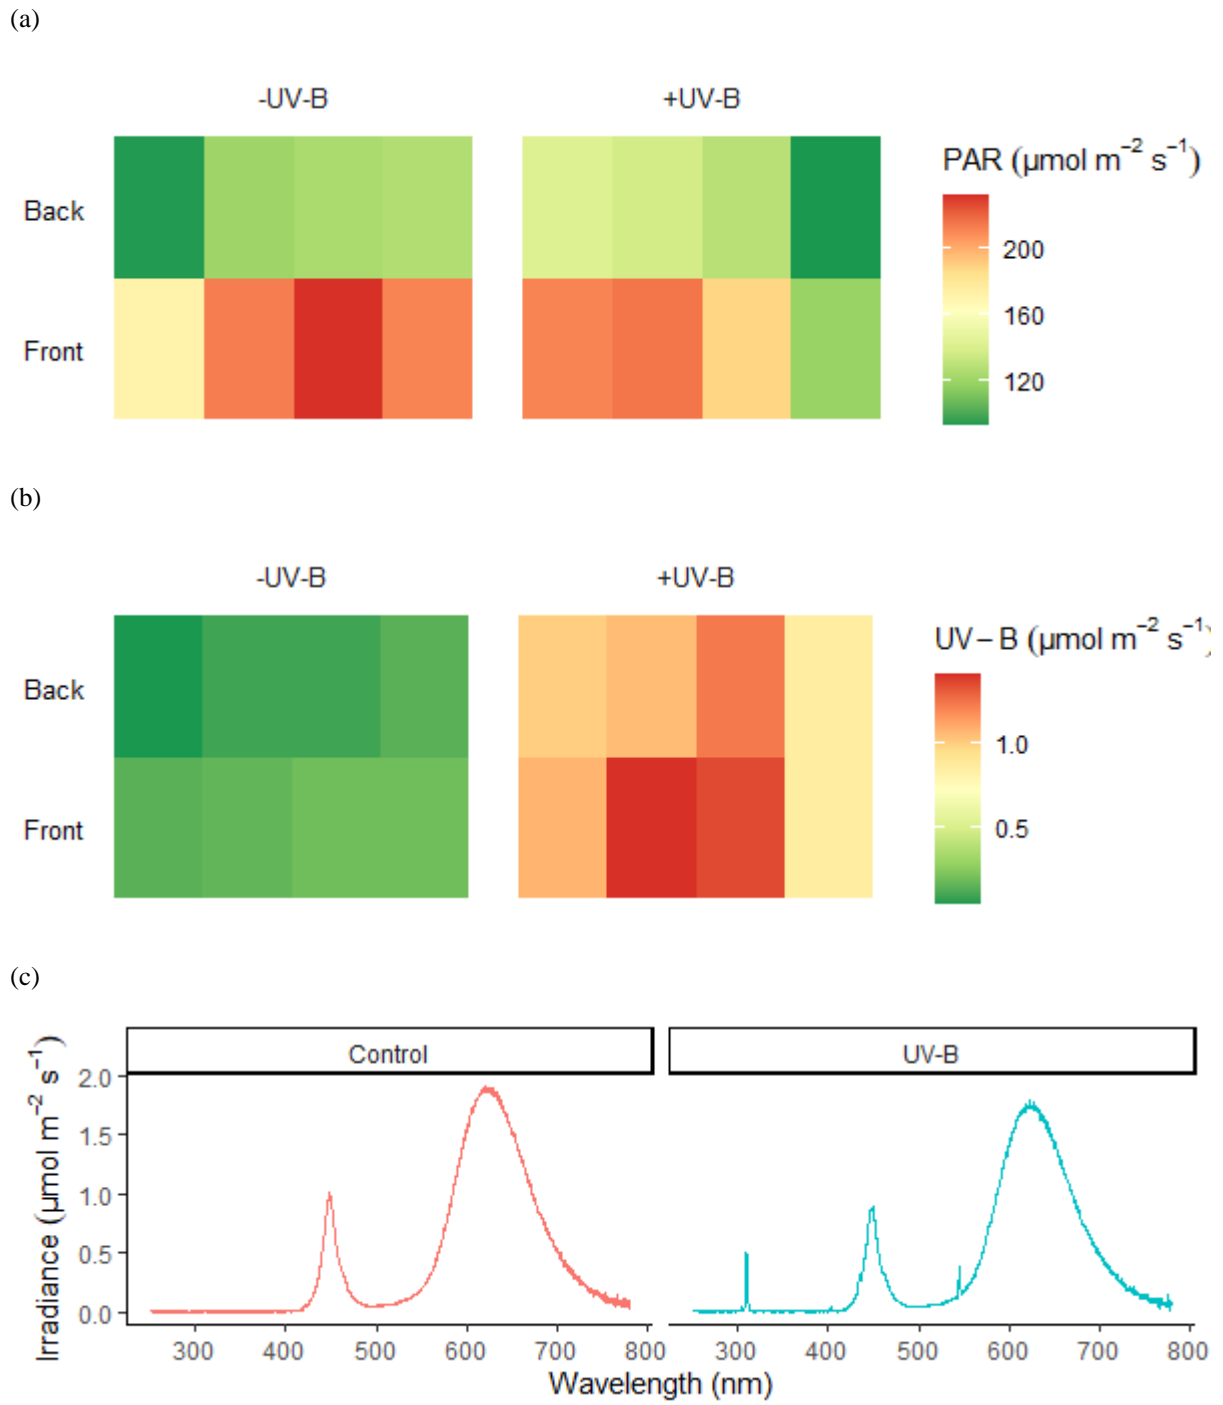 (a)
-UV-B +UV-B
PAR (µmol m⁻² s⁻¹)
Back
Front
200
160
120
(b)
-UV-B +UV-B
UV – B (µmol m⁻² s⁻¹)
Back
Front
1.0
0.5
(c)
Control UV-B
Irradiance (µmol m⁻² s⁻¹)
2.0
1.5
1.0
0.5
0.0
300 400 500 600 700 800 300 400 500 600 700 800
Wavelength (nm)